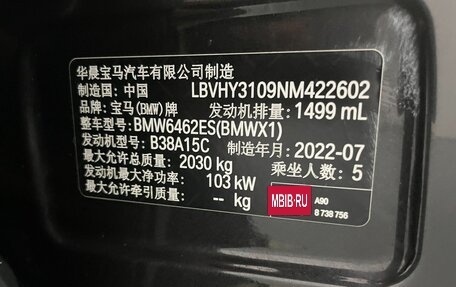 华晨宝马汽车有限公司制造
制造国: 中国 LBVHY3109NM422602
品牌: 宝马(BMW)牌 发动机排量: 1499 mL
整车型号: BMW6462ES(BMWX1)
发动机型号: B38A15C 制造年月: 2022-07
最大允许总质量: 2030 kg 乘坐人数: 5
发动机最大净功率: 103 kW
最大允许牵引质量: -- kg
MBIB.RU
A90
8 738 756